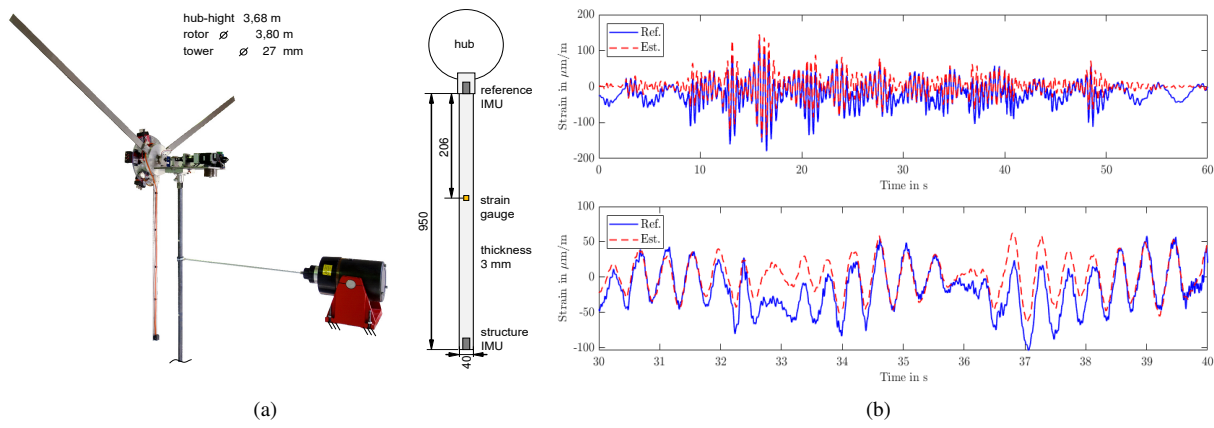 hub-hight 3,68 m
rotor ⌀ 3,80 m
tower ⌀ 27 mm
hub
reference
IMU
206
strain
gauge
950
thickness
3 mm
structure
IMU
40
(a)
Strain in μm/m
200
100
0
-100
-200
Ref.
Est.
0 10 20 30 40 50 60
Time in s
Strain in μm/m
100
50
0
-50
-100
Ref.
Est.
30 31 32 33 34 35 36 37 38 39 40
Time in s
(b)